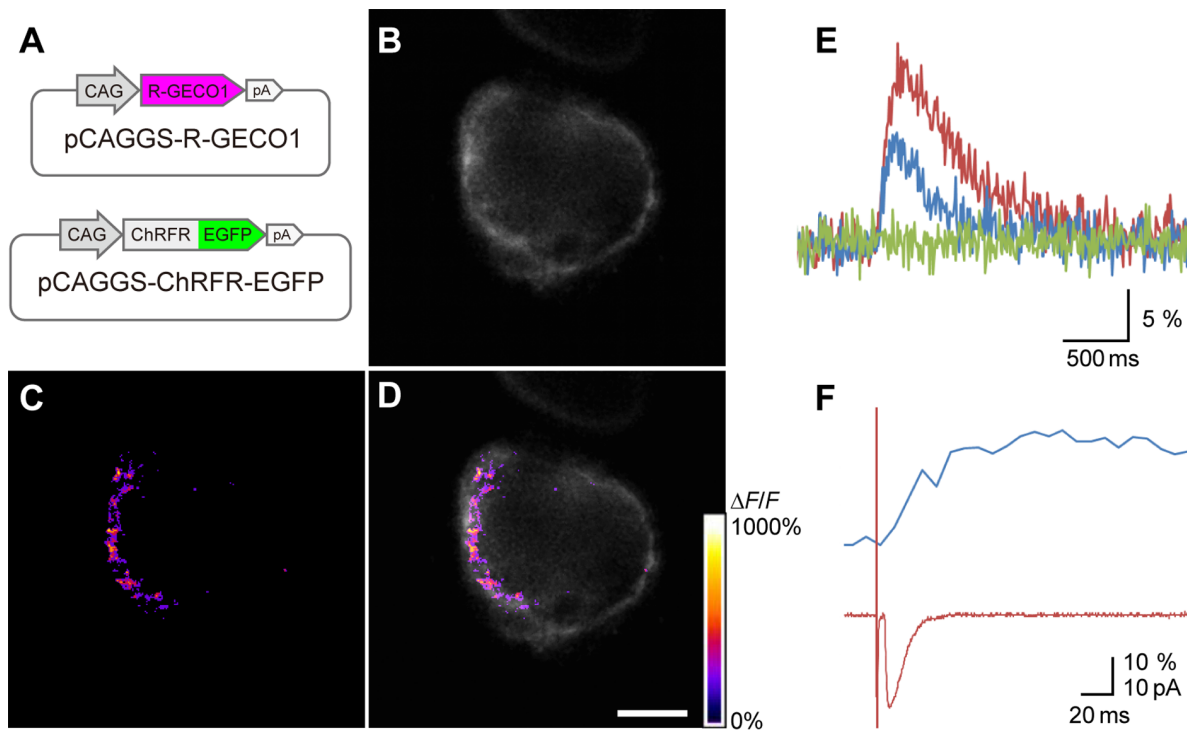 A
CAG R-GECO1 pA
pCAGGS-R-GECO1
CAG ChRFR EGFP pA
pCAGGS-ChRFR-EGFP
B
C
D
ΔF/F
1000%
0%
E
5 %
500 ms
F
10 %
10 pA
20 ms